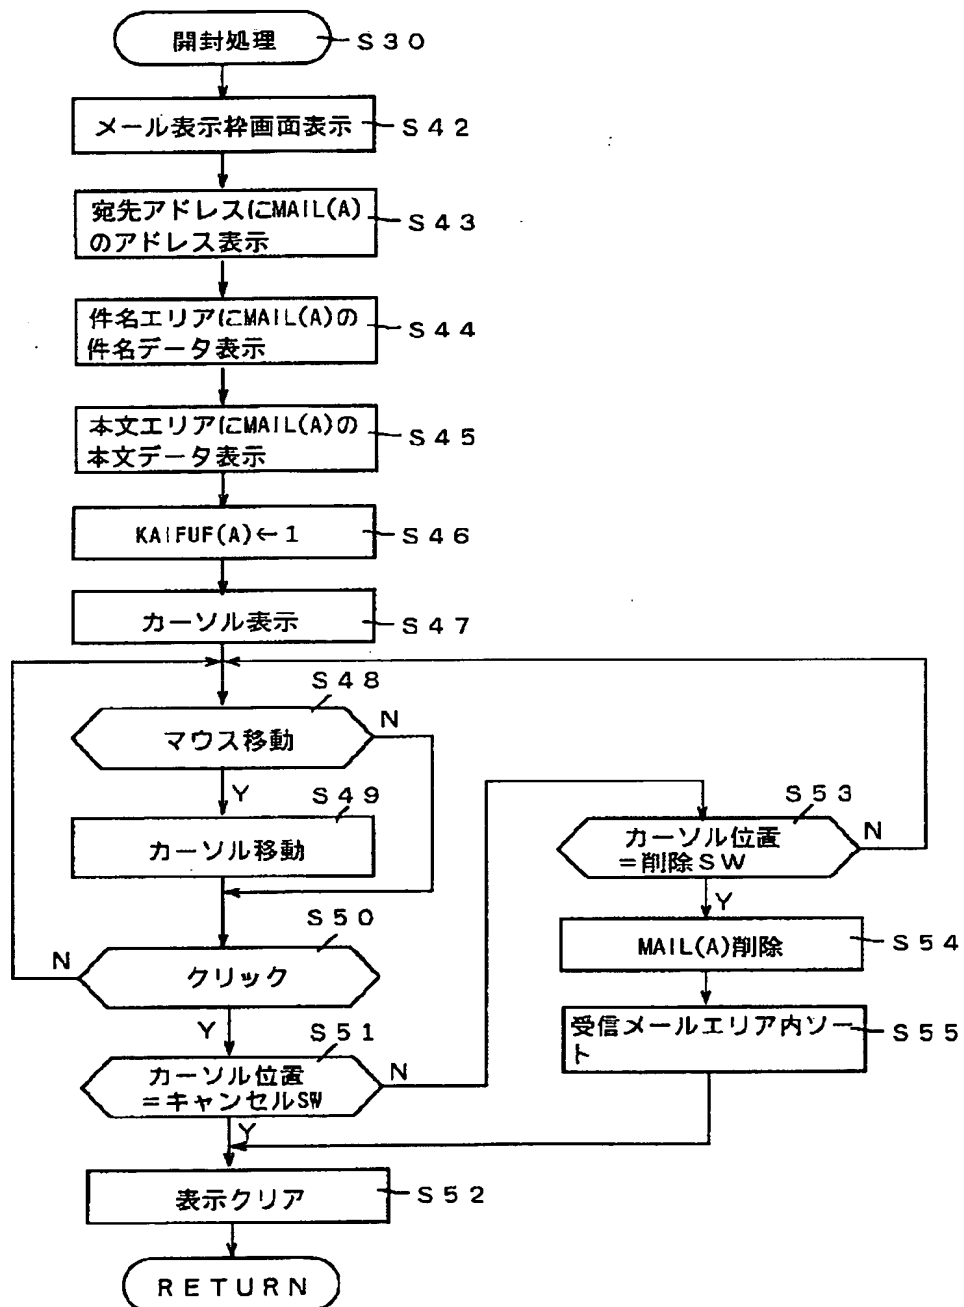 開封処理 S30
メール表示枠画面表示 S42
宛先アドレスにMAIL(A)
のアドレス表示 S43
件名エリアにMAIL(A)の
件名データ表示 S44
本文エリアにMAIL(A)の
本文データ表示 S45
KAIFUF(A)←1 S46
カーソル表示 S47
S48
マウス移動 N
Y
S49
カーソル移動
S50
クリック N
Y
S51
カーソル位置
=キャンセルSW N
Y
S53
カーソル位置
=削除SW N
Y
MAIL(A)削除 S54
受信メールエリア内ソー
ト S55
表示クリア S52
RETURN